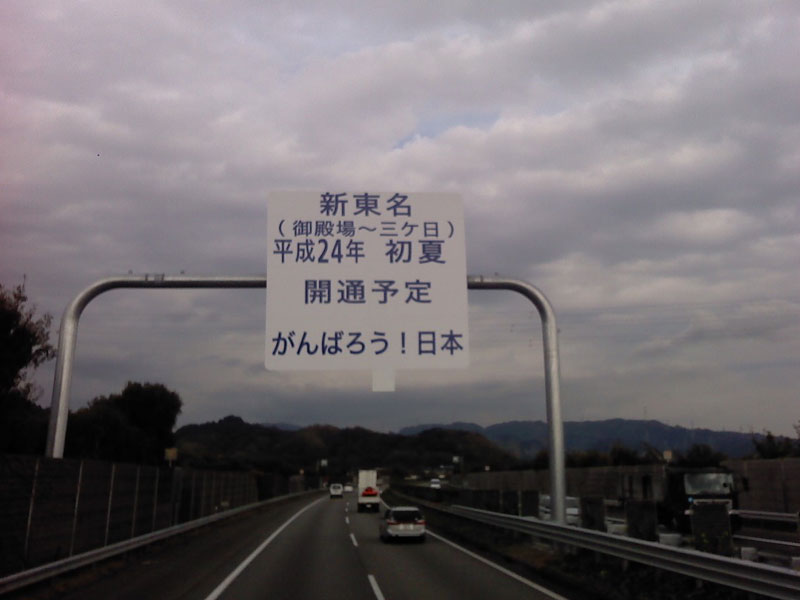 新東名
（御殿場～三ケ日）
平成24年 初夏
開通予定
がんばろう！日本